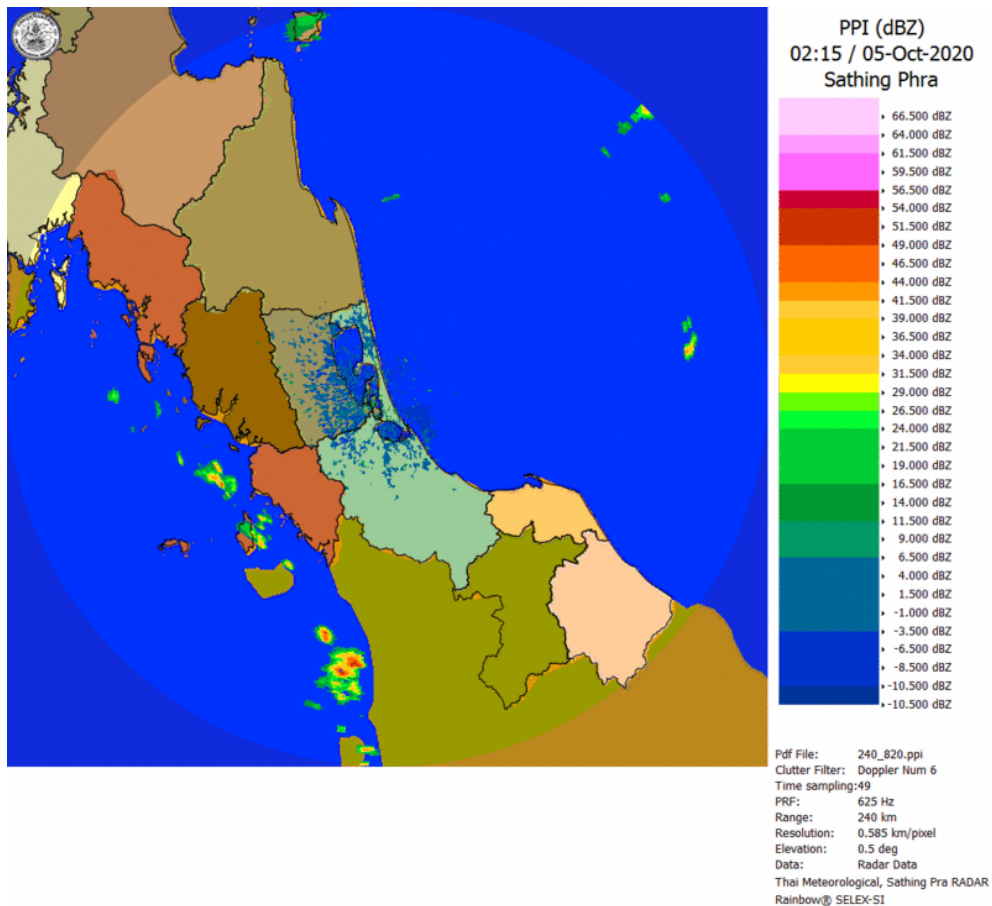 PPI (dBZ)
02:15 / 05-Oct-2020
Sathing Phra
66.500 dBZ
64.000 dBZ
61.500 dBZ
59.500 dBZ
56.500 dBZ
54.000 dBZ
51.500 dBZ
49.000 dBZ
46.500 dBZ
44.000 dBZ
41.500 dBZ
39.000 dBZ
36.500 dBZ
34.000 dBZ
31.500 dBZ
29.000 dBZ
26.500 dBZ
24.000 dBZ
21.500 dBZ
19.000 dBZ
16.500 dBZ
14.000 dBZ
11.500 dBZ
9.000 dBZ
6.500 dBZ
4.000 dBZ
1.500 dBZ
-1.000 dBZ
-3.500 dBZ
-6.500 dBZ
-8.500 dBZ
-10.500 dBZ
-10.500 dBZ
Pdf File: 240_820.ppi
Clutter Filter: Doppler Num 6
Time sampling:49
PRF: 625 Hz
Range: 240 km
Resolution: 0.585 km/pixel
Elevation: 0.5 deg
Data: Radar Data
Thai Meteorological, Sathing Pra RADAR
Rainbow® SELEX-SI